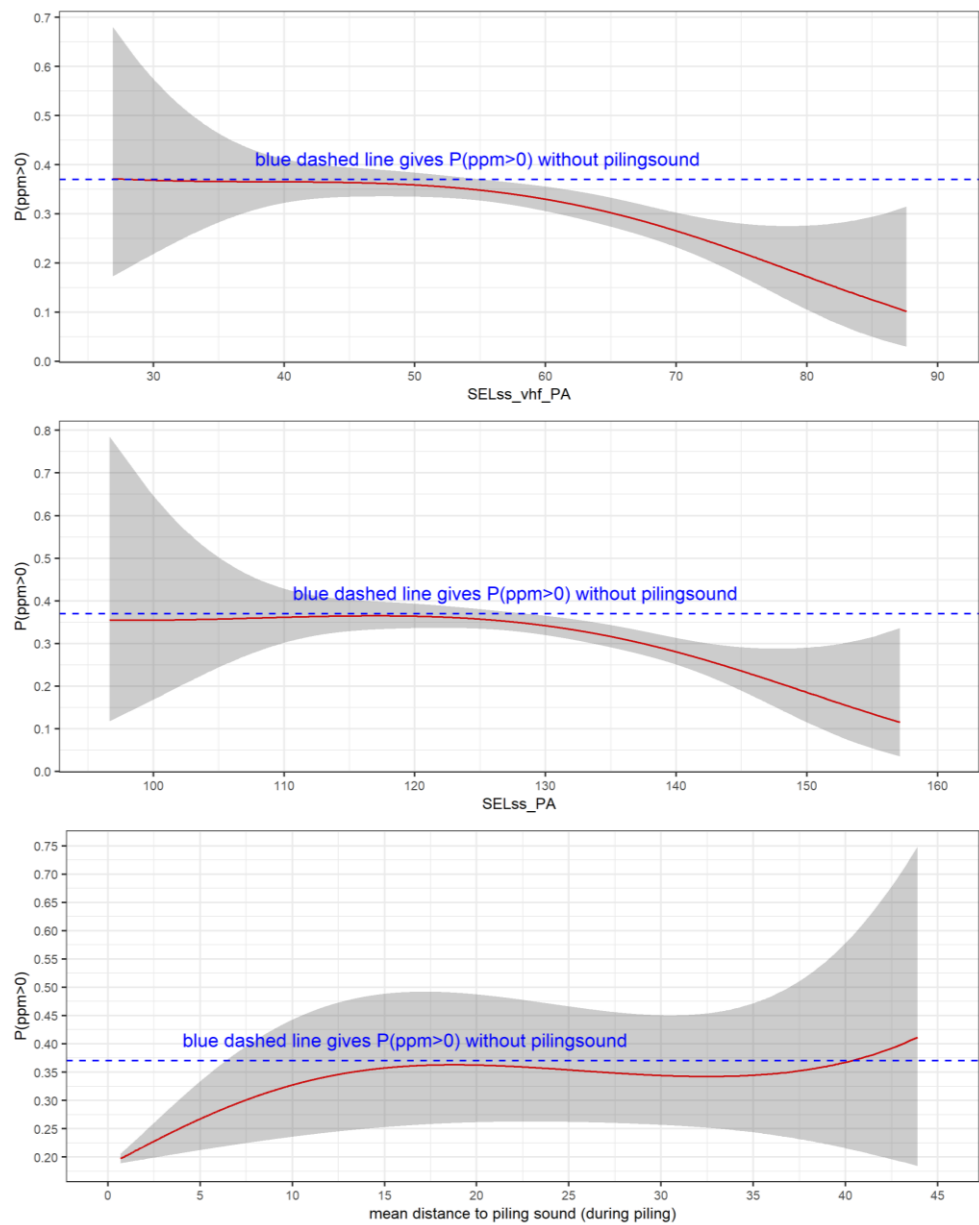 0.7
0.6
0.5
0.4
blue dashed line gives P(ppm>0) without pilingsound
0.3
0.2
0.1
0.0
P(ppm>0)
30 40 50 60 70 80 90
SELss_vhf_PA
0.8
0.7
0.6
0.5
0.4
blue dashed line gives P(ppm>0) without pilingsound
0.3
0.2
0.1
0.0
P(ppm>0)
100 110 120 130 140 150 160
SELss_PA
0.75
0.70
0.65
0.60
0.55
0.50
0.45
0.40
blue dashed line gives P(ppm>0) without pilingsound
0.35
0.30
0.25
0.20
P(ppm>0)
0 5 10 15 20 25 30 35 40 45
mean distance to piling sound (during piling)